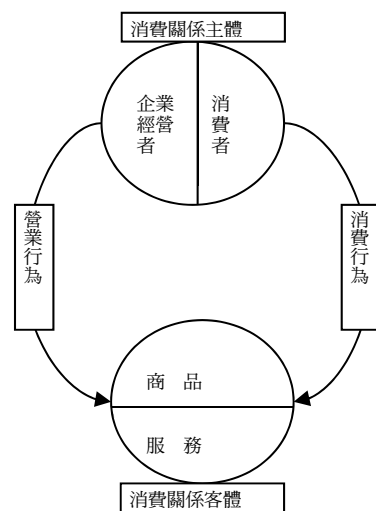 消費關係主體
企業
經營
者
消
費
者
營
業
行
為
消
費
行
為
商 品
服 務
消費關係客體